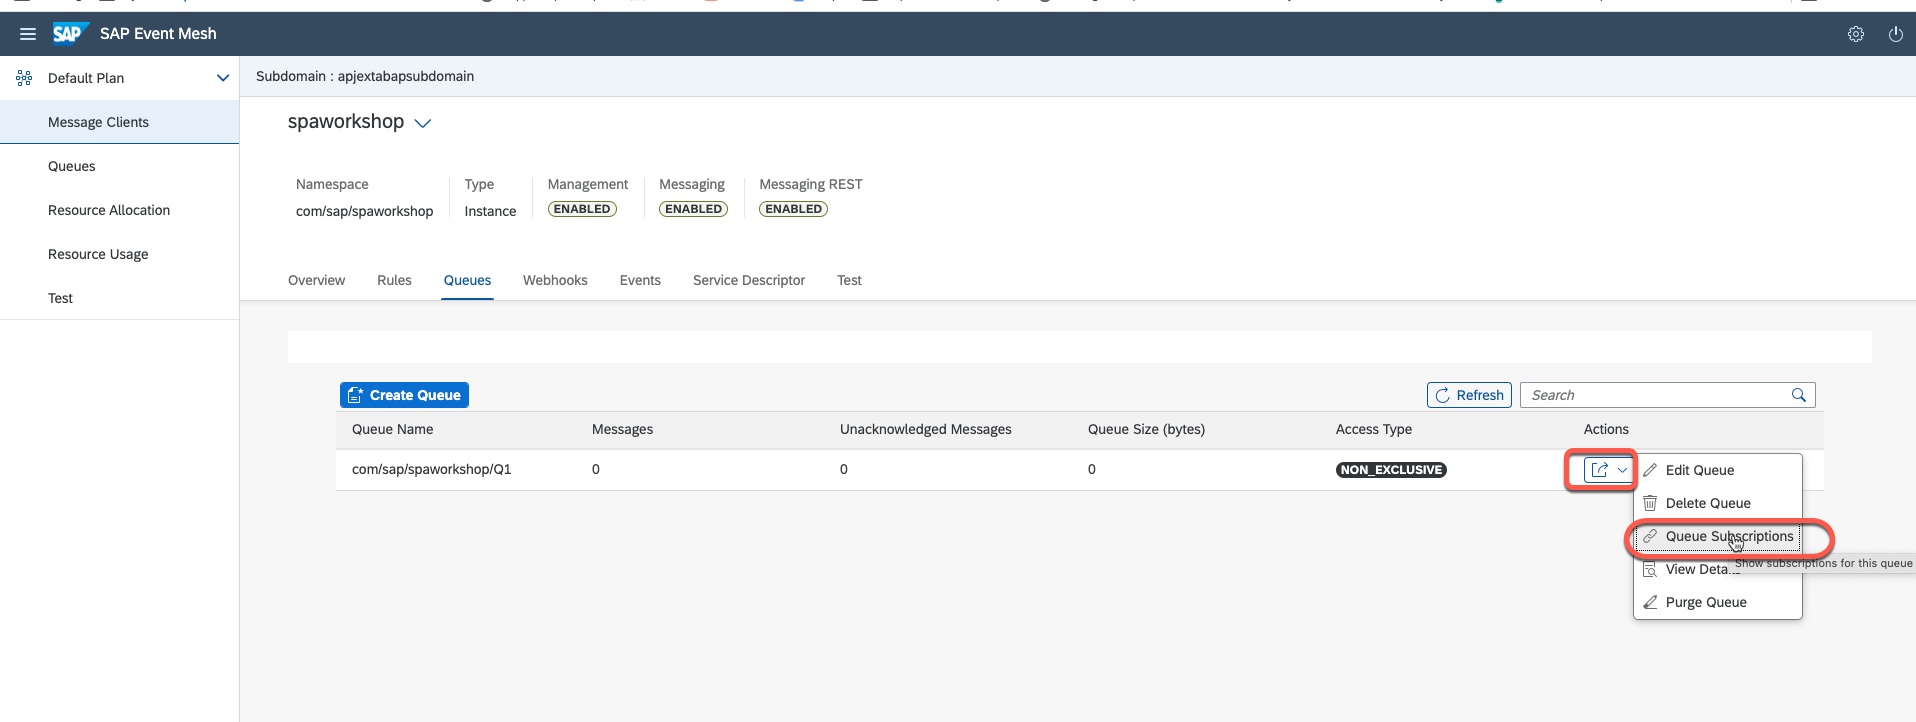 SAP SAP Event Mesh
Default Plan
Message Clients
Queues
Resource Allocation
Resource Usage
Test
Subdomain : apjextabapsubdomain
spaworkshop
Namespace Type Management Messaging Messaging REST
com/sap/spaworkshop Instance ENABLED ENABLED ENABLED
Overview Rules Queues Webhooks Events Service Descriptor Test
Create Queue Refresh Search
Queue Name Messages Unacknowledged Messages Queue Size (bytes) Access Type Actions
com/sap/spaworkshop/Q1 0 0 0 NON_EXCLUSIVE
Edit Queue
Delete Queue
Queue Subscriptions
Show subscriptions for this queue
View Details
Purge Queue